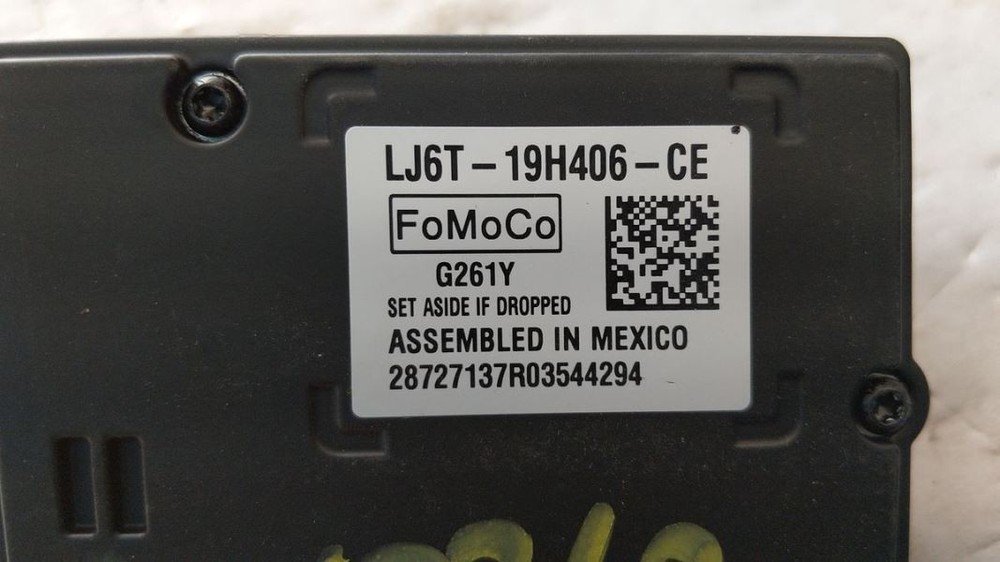 LJ6T-19H406-CE
FoMoCo
G261Y
SET ASIDE IF DROPPED
ASSEMBLED IN MEXICO
28727137R03544294